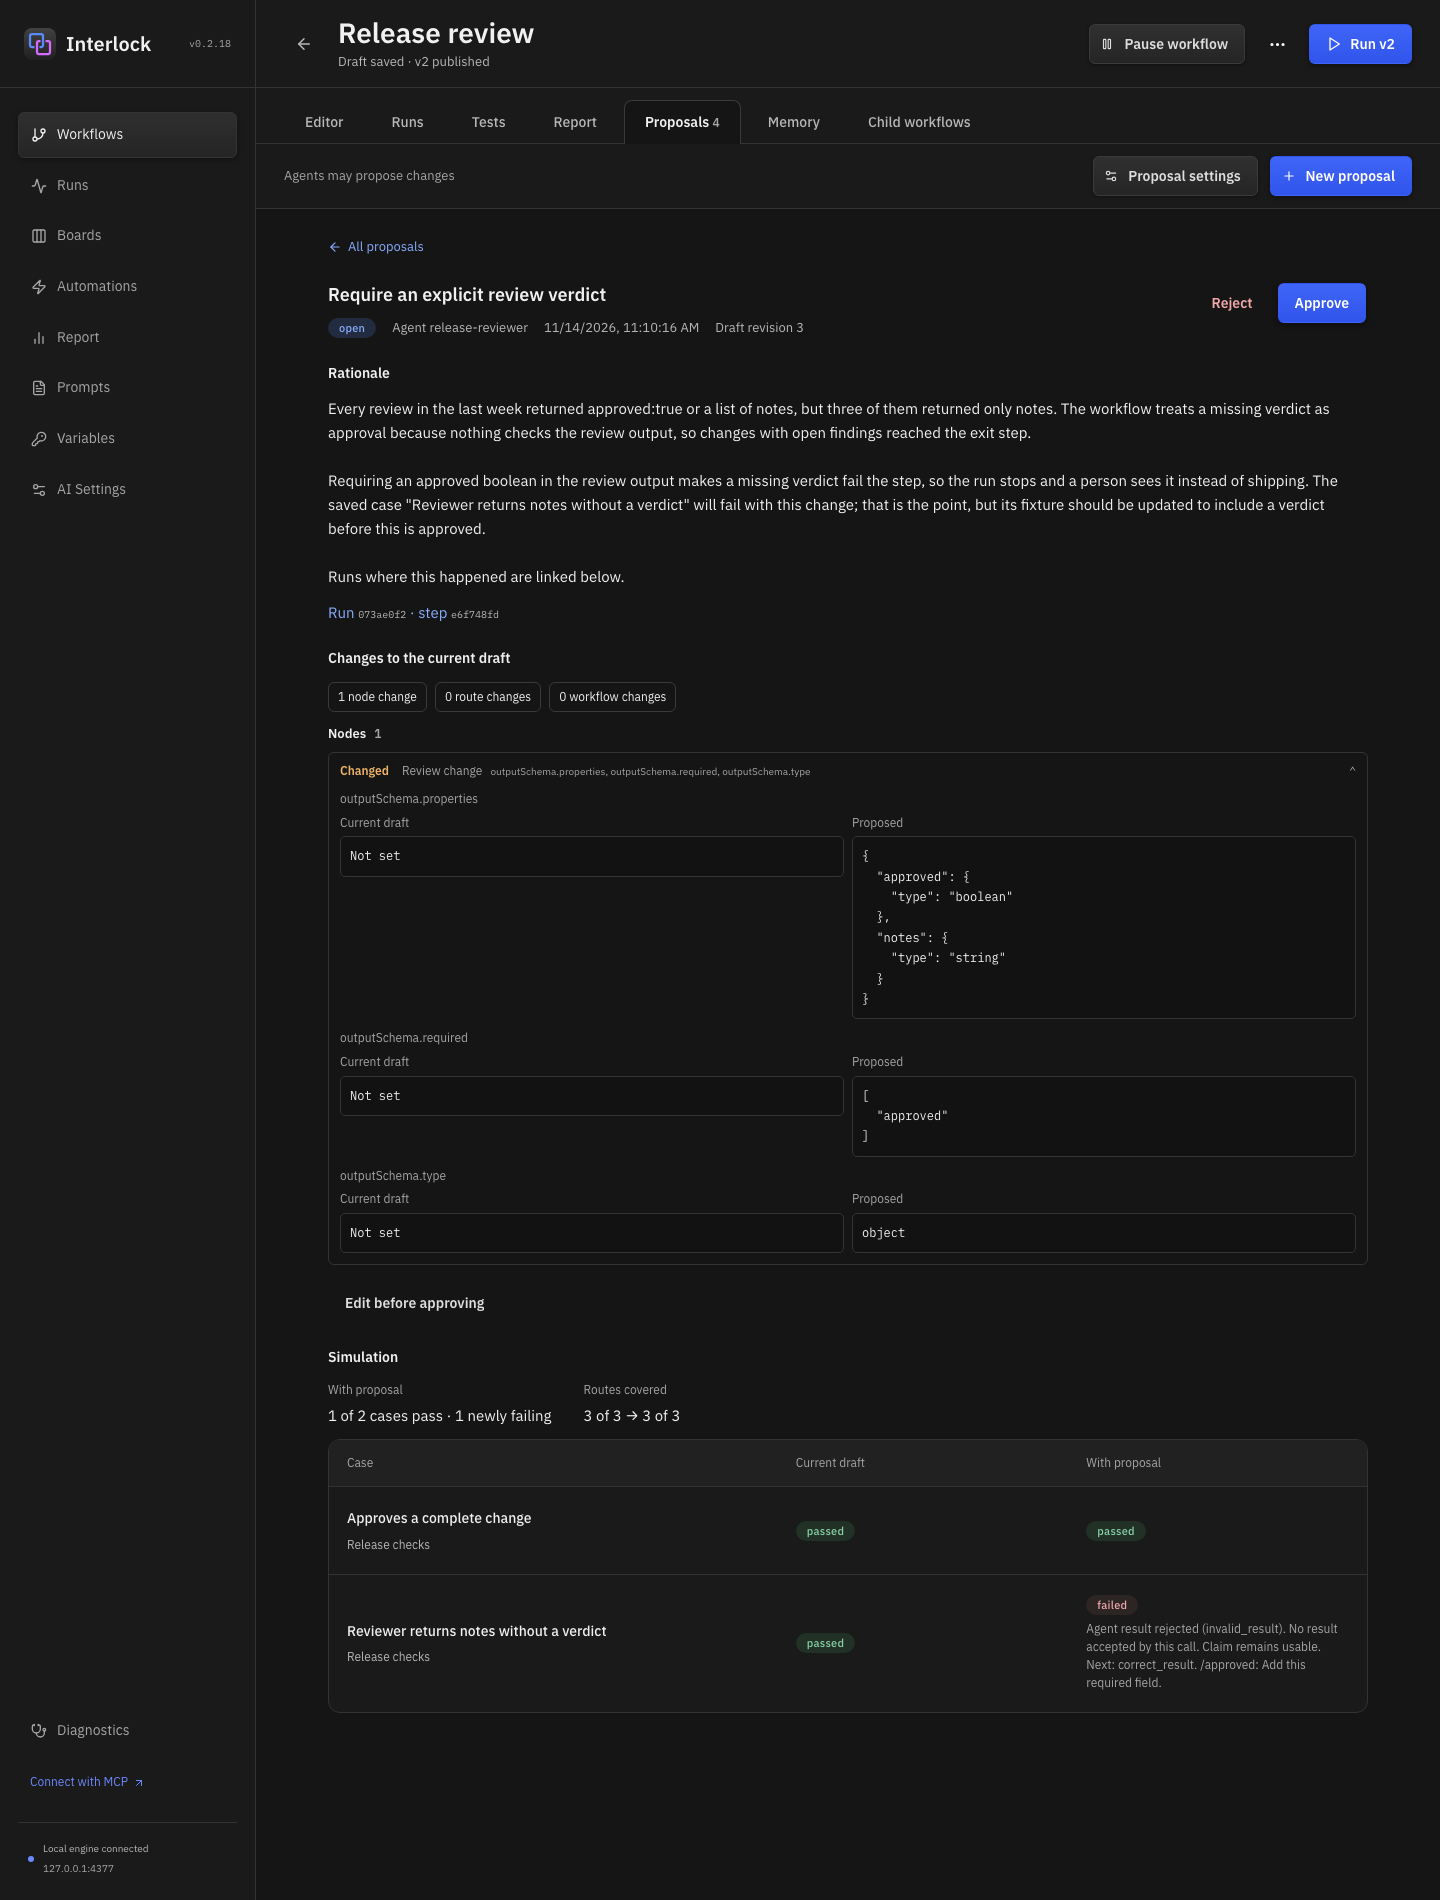 Interlock
v0.2.18
Release review
Draft saved · v2 published
Pause workflow
Run v2
Workflows
Runs
Boards
Automations
Report
Prompts
Variables
AI Settings
Editor
Runs
Tests
Report
Proposals 4
Memory
Child workflows
Agents may propose changes
Proposal settings
New proposal
All proposals
Require an explicit review verdict
Reject
Approve
open
Agent release-reviewer
11/14/2026, 11:10:16 AM
Draft revision 3
Rationale
Every review in the last week returned approved:true or a list of notes, but three of them returned only notes. The workflow treats a missing verdict as
approval because nothing checks the review output, so changes with open findings reached the exit step.
Requiring an approved boolean in the review output makes a missing verdict fail the step, so the run stops and a person sees it instead of shipping. The
saved case "Reviewer returns notes without a verdict" will fail with this change; that is the point, but its fixture should be updated to include a verdict
before this is approved.
Runs where this happened are linked below.
Run 073ae0f2 · step e6f748fd
Changes to the current draft
1 node change
0 route changes
0 workflow changes
Nodes 1
Changed Review change outputSchema.properties, outputSchema.required, outputSchema.type
outputSchema.properties
Current draft
Proposed
Not set
{
"approved": {
"type": "boolean"
},
"notes": {
"type": "string"
}
}
outputSchema.required
Current draft
Proposed
Not set
[
"approved"
]
outputSchema.type
Current draft
Proposed
Not set
object
Edit before approving
Simulation
With proposal
Routes covered
1 of 2 cases pass · 1 newly failing
3 of 3 → 3 of 3
Case
Current draft
With proposal
Approves a complete change
Release checks
passed
passed
Reviewer returns notes without a verdict
Release checks
passed
failed
Agent result rejected (invalid_result). No result
accepted by this call. Claim remains usable.
Next: correct_result. /approved: Add this
required field.
Diagnostics
Connect with MCP
Local engine connected
127.0.0.1:4377